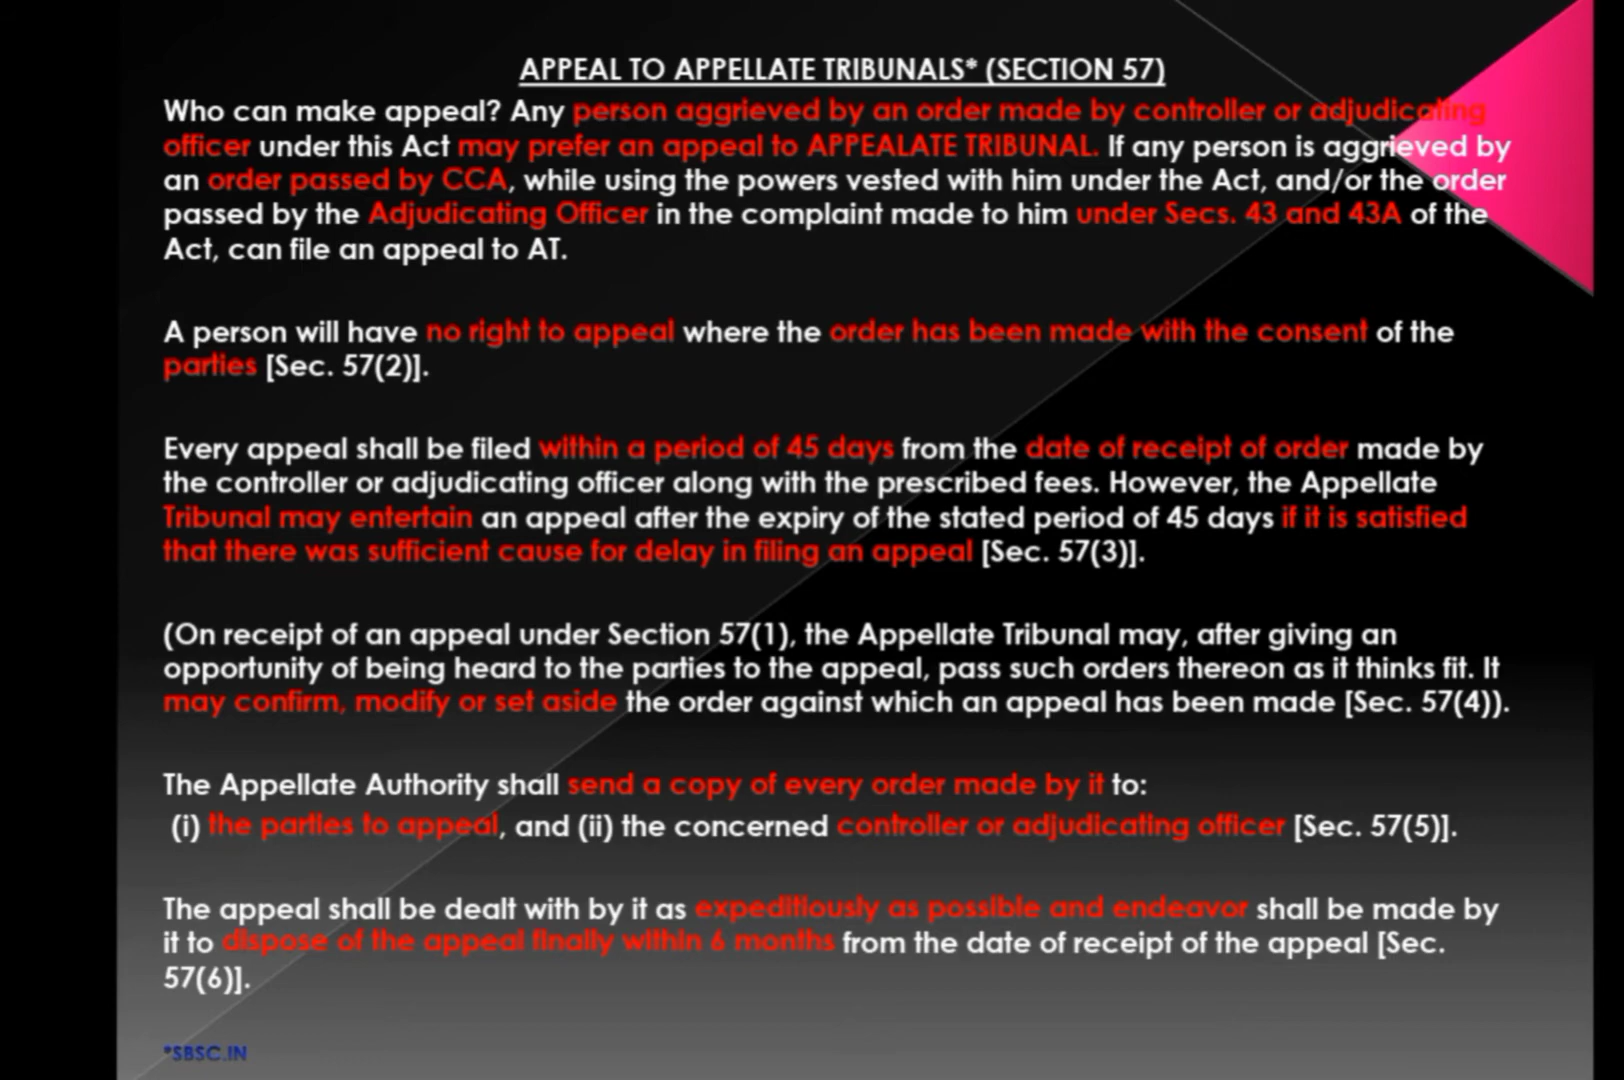 APPEAL TO APPELLATE TRIBUNALS* (SECTION 57)
Who can make appeal? Any person aggrieved by an order made by controller or adjudicating
officer under this Act may prefer an appeal to APPEALATE TRIBUNAL. If any person is aggrieved by
an order passed by CCA, while using the powers vested with him under the Act, and/or the order
passed by the Adjudicating Officer in the complaint made to him under Secs. 43 and 43A of the
Act, can file an appeal to AT.
A person will have no right to appeal where the order has been made with the consent of the
parties [Sec. 57(2)].
Every appeal shall be filed within a period of 45 days from the date of receipt of order made by
the controller or adjudicating officer along with the prescribed fees. However, the Appellate
Tribunal may entertain an appeal after the expiry of the stated period of 45 days if it is satisfied
that there was sufficient cause for delay in filing an appeal [Sec. 57(3)].
(On receipt of an appeal under Section 57(1), the Appellate Tribunal may, after giving an
opportunity of being heard to the parties to the appeal, pass such orders thereon as it thinks fit. It
may confirm, modify or set aside the order against which an appeal has been made [Sec. 57(4)).
The Appellate Authority shall send a copy of every order made by it to:
(i) the parties to appeal, and (ii) the concerned controller or adjudicating officer [Sec. 57(5)].
The appeal shall be dealt with by it as expeditiously as possible and endeavor shall be made by
it to dispose of the appeal finally within 6 months from the date of receipt of the appeal [Sec.
57(6)].
*SBSC.IN